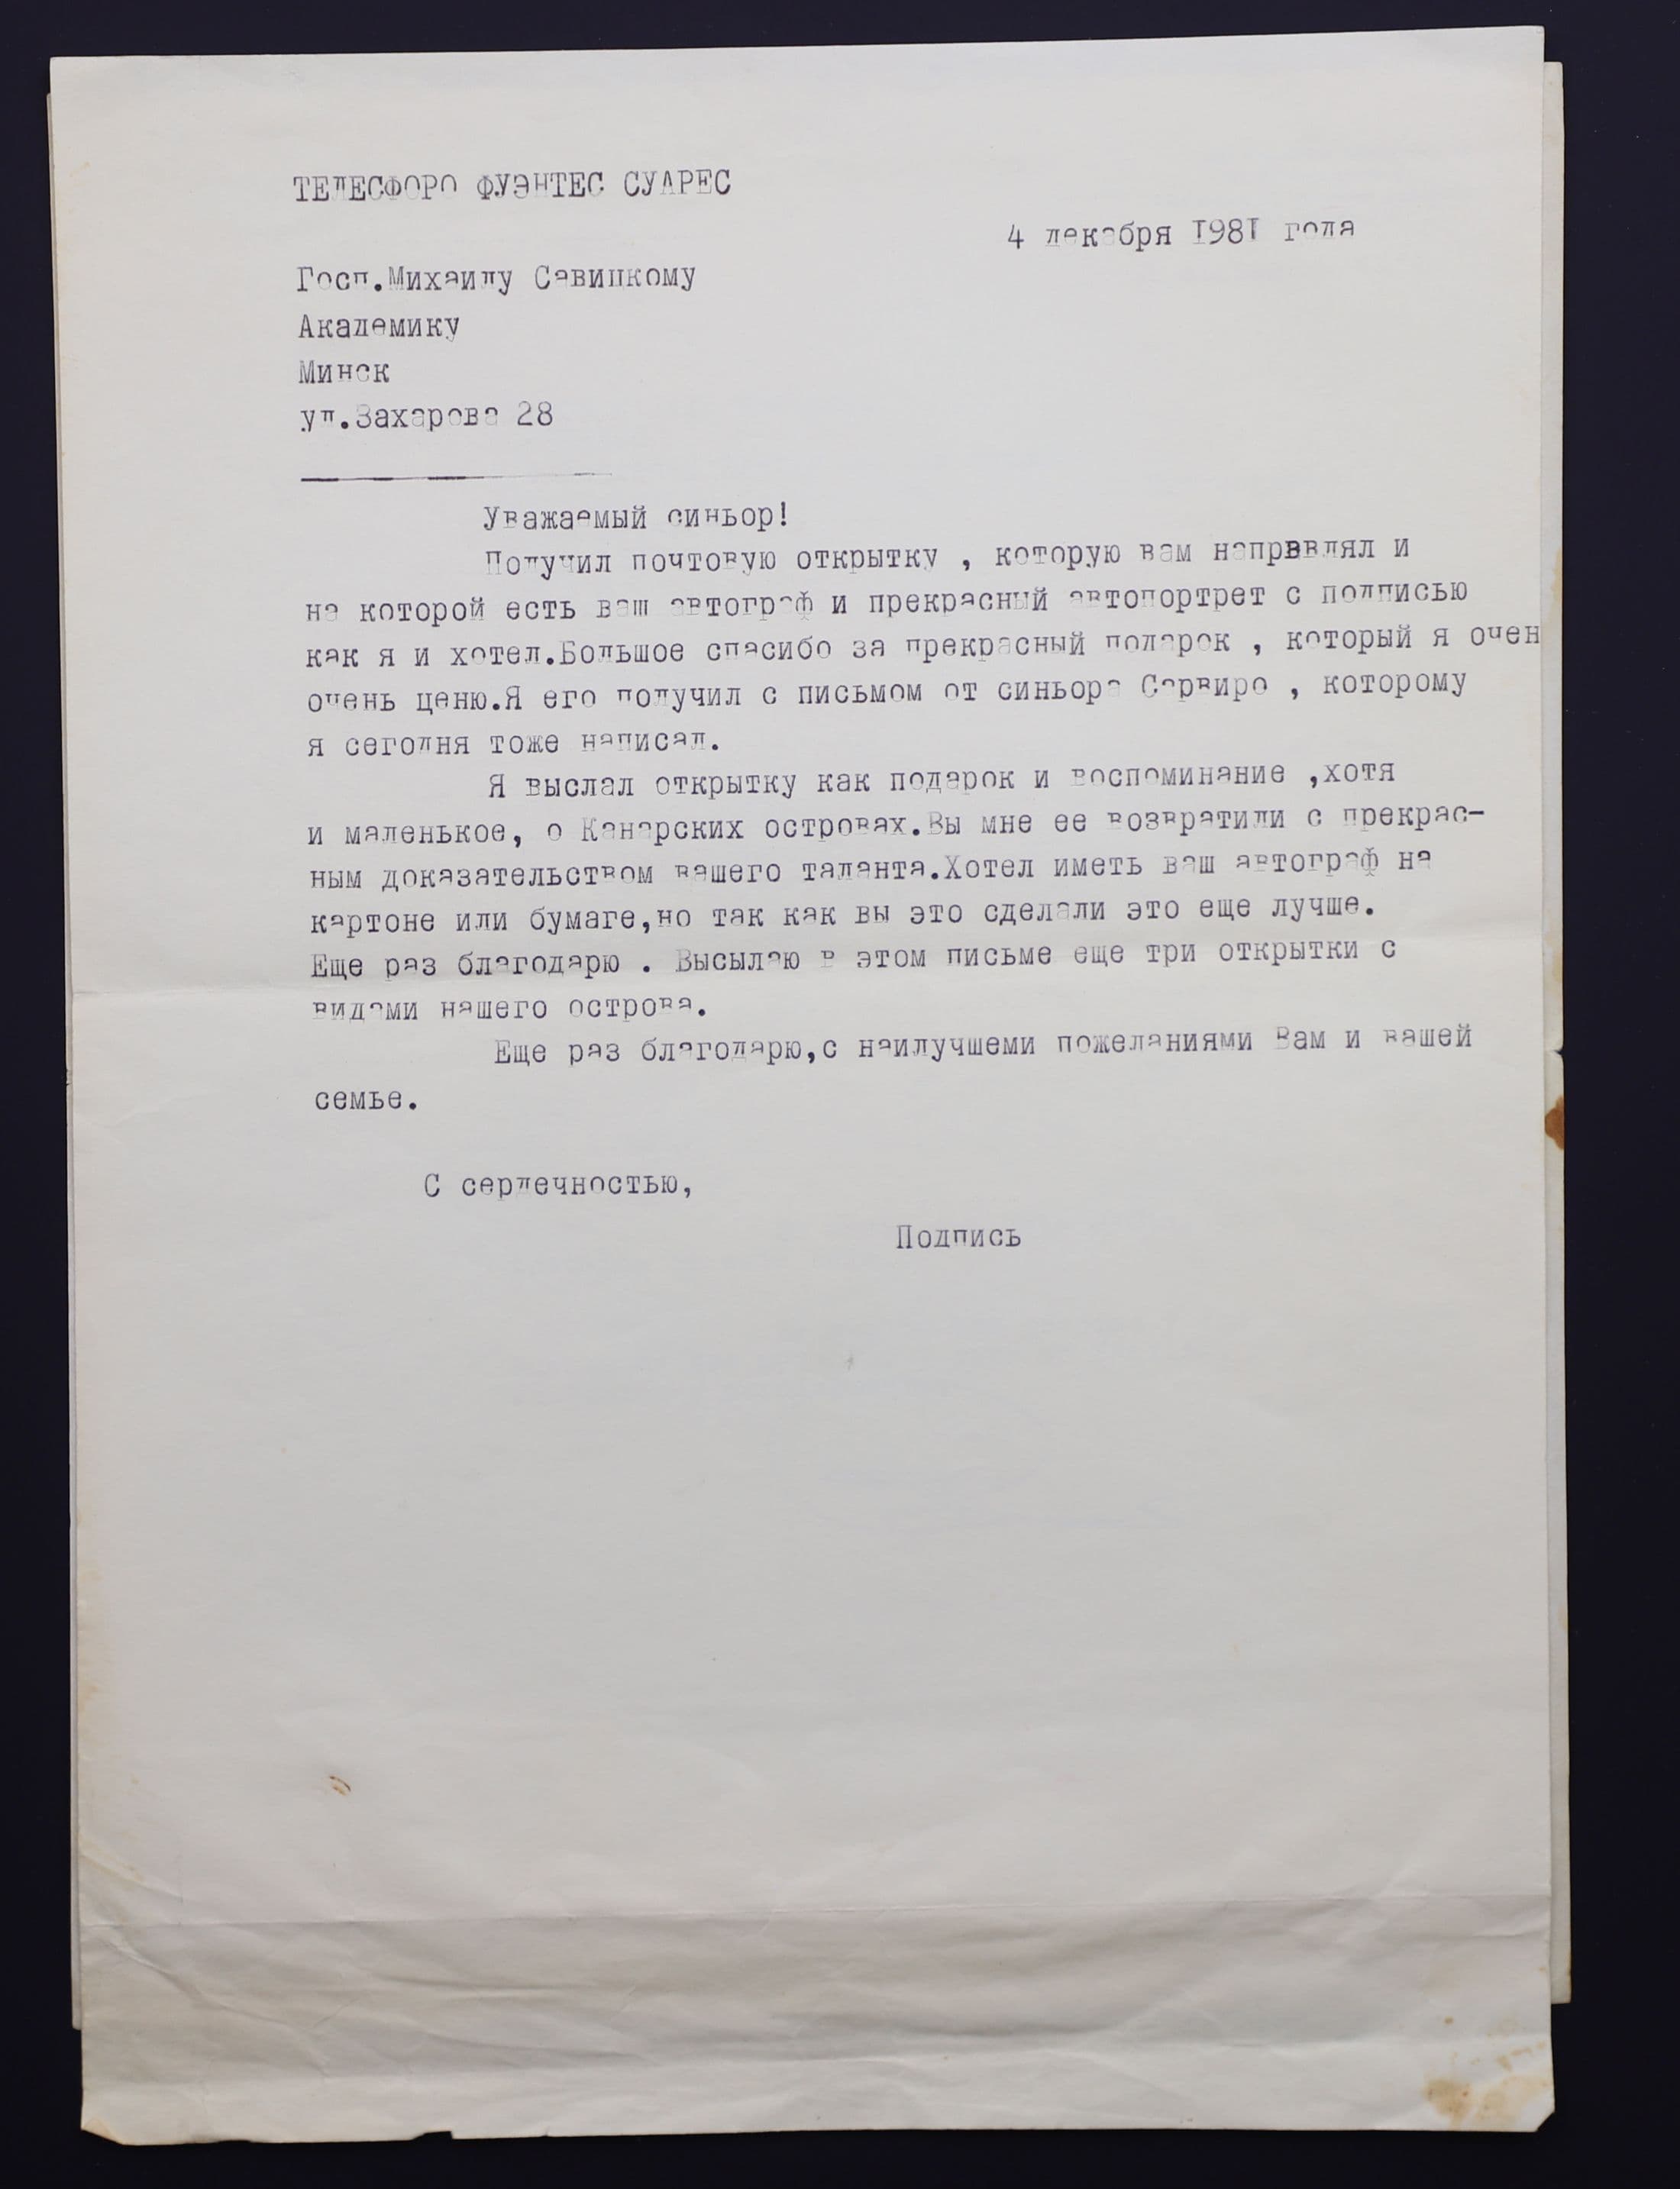 ТЕЛЕСФОРО ФУЭНТЕС СУАРЕС
4 декабря I98I года
Госп.Михаилу Савицкому
Академику
Минск
ул.Захарова 28
Уважаемый синьор!
Получил почтовую открытку , которую вам направлял и
на которой есть ваш автограф и прекрасный автопортрет с подписью
как я и хотел.Большое спасибо за прекрасный подарок , который я очен
очень ценю.Я его получил с письмом от синьора Сарвиро , которому
я сегодня тоже написал.
Я выслал открытку как подарок и воспоминание ,хотя
и маленькое, о Канарских островах.Вы мне ее возвратили с прекрас-
ным доказательством вашего таланта.Хотел иметь ваш автограф на
картоне или бумаге,но так как вы это сделали это еще лучше.
Еще раз благодарю . Высылаю в этом письме еще три открытки с
видами нашего острова.
Еще раз благодарю,с наилучшеми пожеланиями Вам и вашей
семье.
С сердечностью,
Подпись